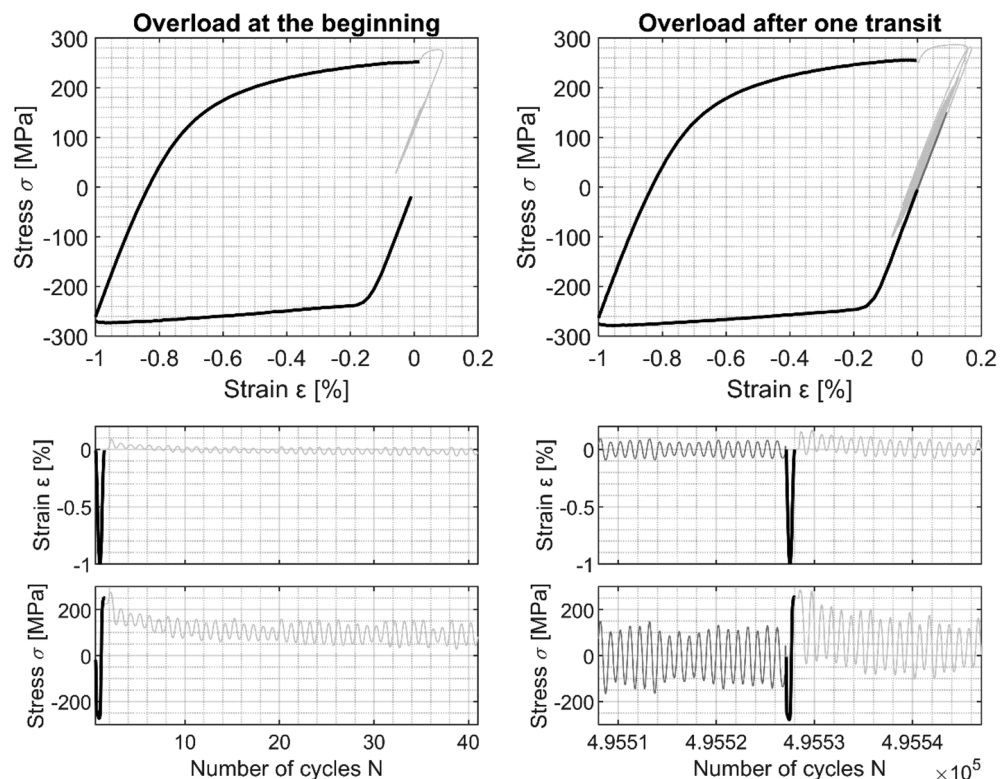 Overload at the beginning
300
200
100
0
-100
-200
-300
Stress σ [MPa]
-1 -0.8 -0.6 -0.4 -0.2 0 0.2
Strain ε [%]
Overload after one transit
300
200
100
0
-100
-200
-300
Stress σ [MPa]
-1 -0.8 -0.6 -0.4 -0.2 0 0.2
Strain ε [%]
0
-0.5
-1
Strain ε [%]
0
-0.5
-1
Strain ε [%]
200
0
-200
Stress σ [MPa]
10 20 30 40
Number of cycles N
200
0
-200
Stress σ [MPa]
4.9551 4.9552 4.9553 4.9554
Number of cycles N
×10⁵